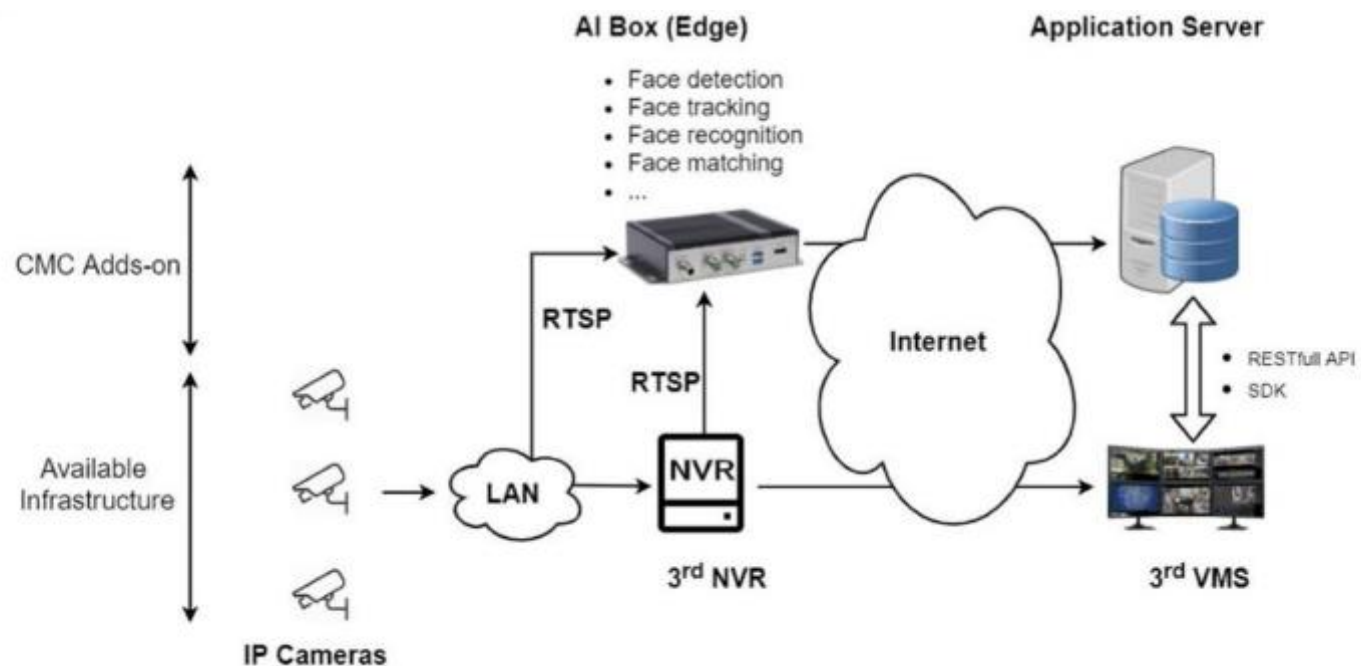 AI Box (Edge)
Application Server
• Face detection
• Face tracking
• Face recognition
• Face matching
• ...
CMC Adds-on
RTSP
Internet
RTSP
• RESTfull API
• SDK
Available
Infrastructure
LAN
NVR
3rd NVR
3rd VMS
IP Cameras